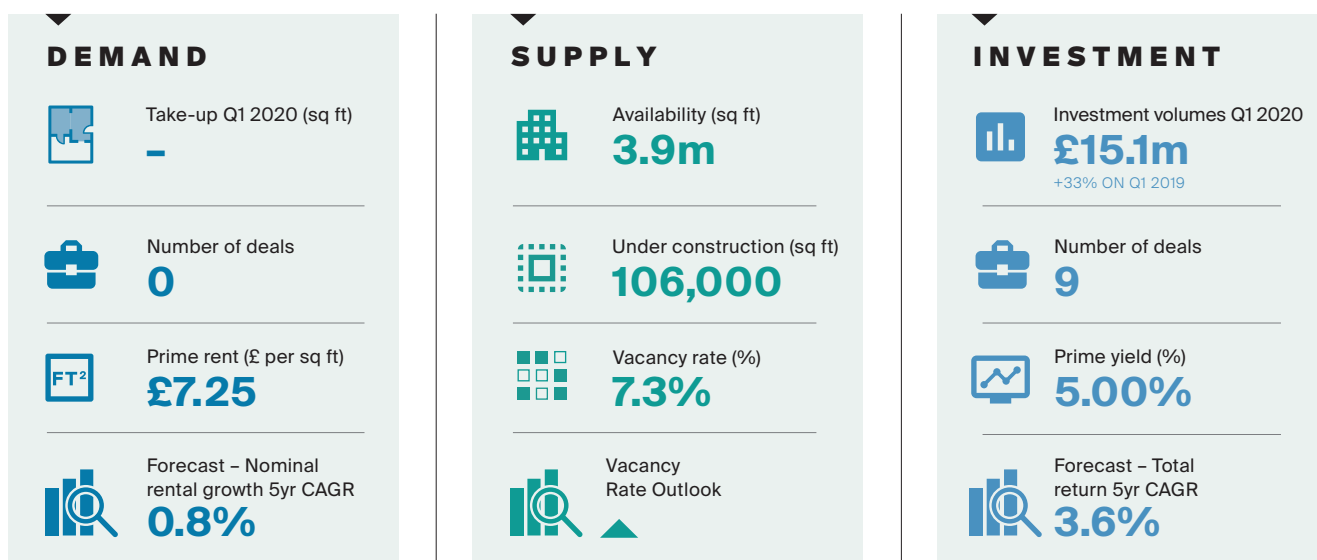 DEMAND
Take-up Q1 2020 (sq ft)
–
Number of deals
0
FT²
Prime rent (£ per sq ft)
£7.25
Forecast – Nominal
rental growth 5yr CAGR
0.8%
SUPPLY
Availability (sq ft)
3.9m
Under construction (sq ft)
106,000
Vacancy rate (%)
7.3%
Vacancy
Rate Outlook
INVESTMENT
Investment volumes Q1 2020
£15.1m
+33% ON Q1 2019
Number of deals
9
Prime yield (%)
5.00%
Forecast – Total
return 5yr CAGR
3.6%